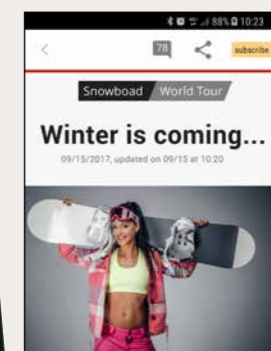 88% 10:23
78 subscribe
Snowboad World Tour
Winter is coming...
09/15/2017, updated on 09/15 at 10:20